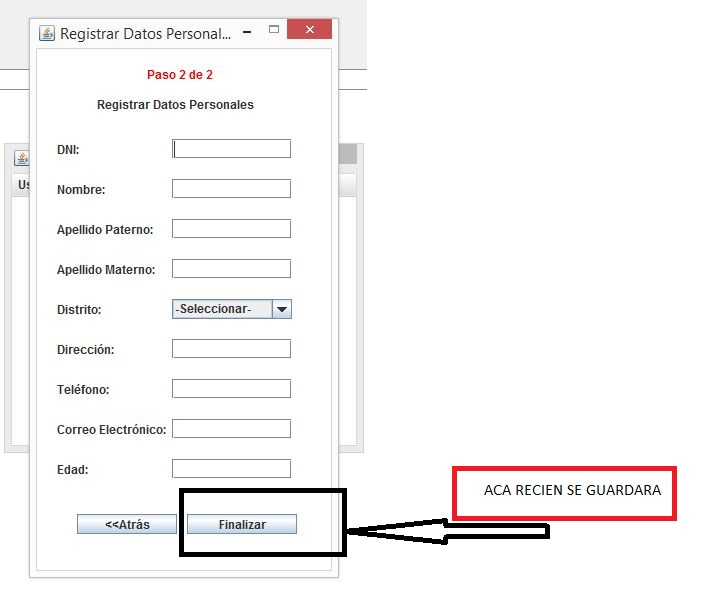 Registrar Datos Personal...
Paso 2 de 2
Registrar Datos Personales
Us
DNI:
Nombre:
Apellido Paterno:
Apellido Materno:
Distrito: -Seleccionar-
Dirección:
Teléfono:
Correo Electrónico:
Edad:
<<Atrás Finalizar
ACA RECIEN SE GUARDARA